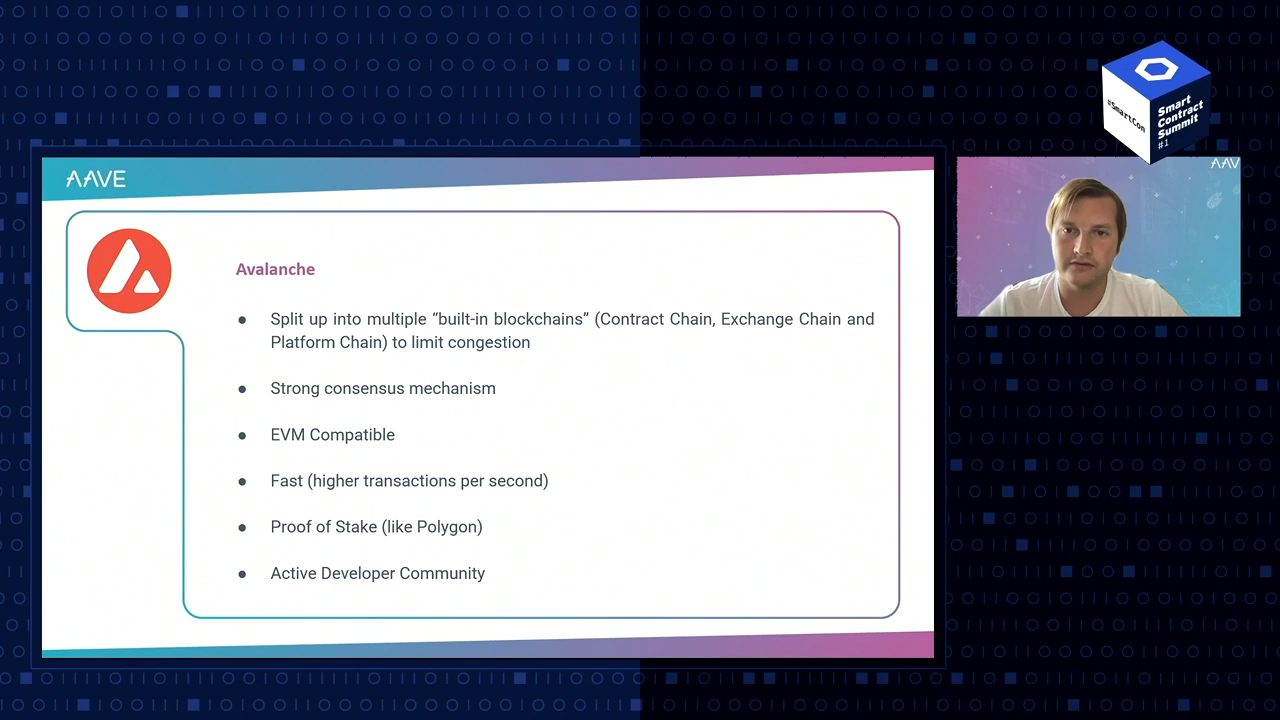 AAVE
Avalanche
● Split up into multiple “built-in blockchains” (Contract Chain, Exchange Chain and
Platform Chain) to limit congestion
● Strong consensus mechanism
● EVM Compatible
● Fast (higher transactions per second)
● Proof of Stake (like Polygon)
● Active Developer Community
#SmartCon
Smart
Contract
Summit
#1
AAV